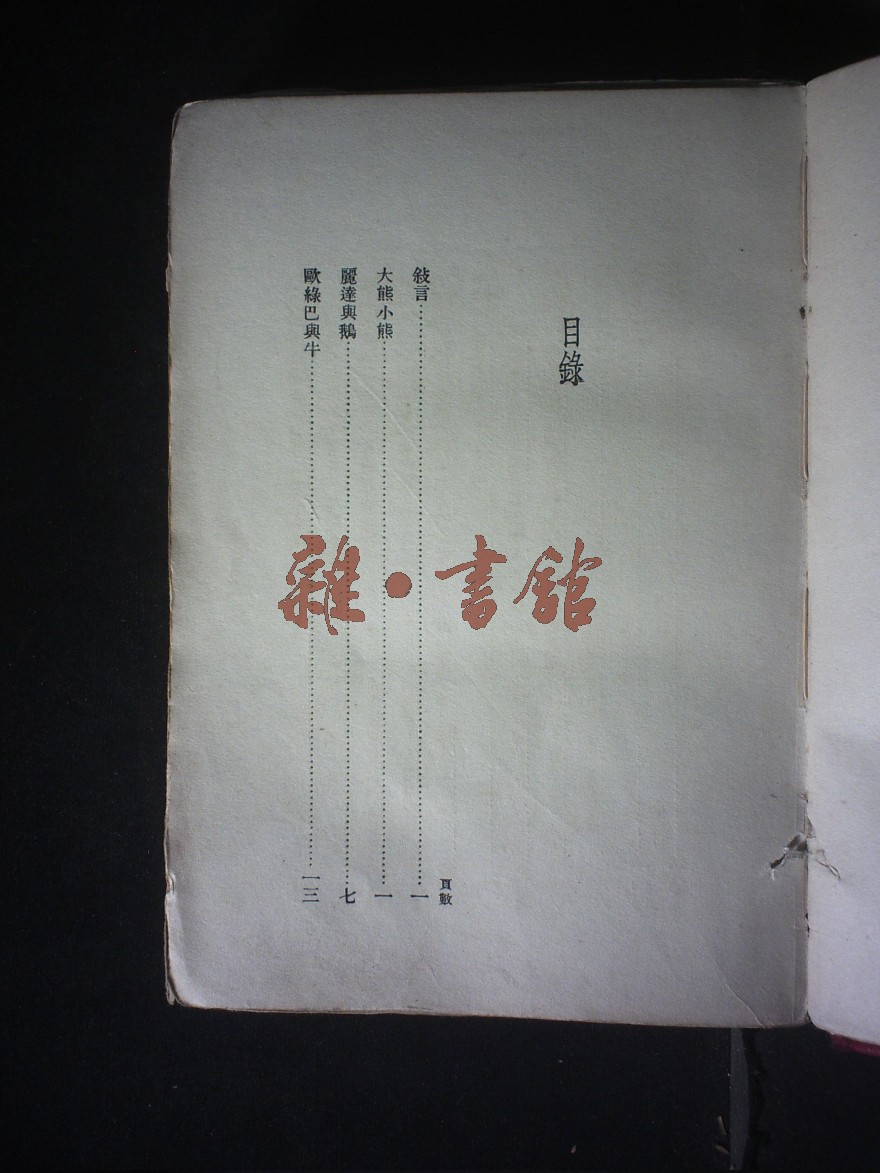 目錄
頁數
敍言……一
大熊小熊……一
麗達與鵝……七
歐綠巴與牛……一三
雜・書館